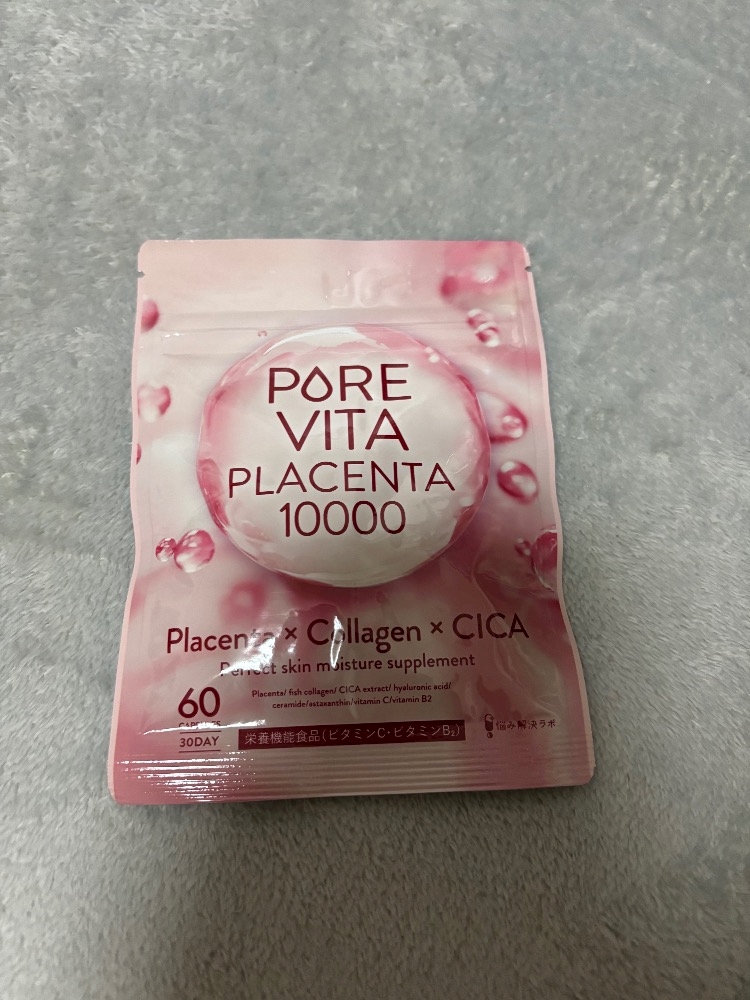 PORE
VITA
PLACENTA
10000
Placenta × Collagen × CICA
Perfect skin moisture supplement
Placenta/ fish collagen/ CICA extract/ hyaluronic acid/
ceramide/astaxanthin/vitamin C/vitamin B2
60
CAPSULES
30DAY
栄養機能食品(ビタミンC・ビタミンB₂)
悩み解決ラボ